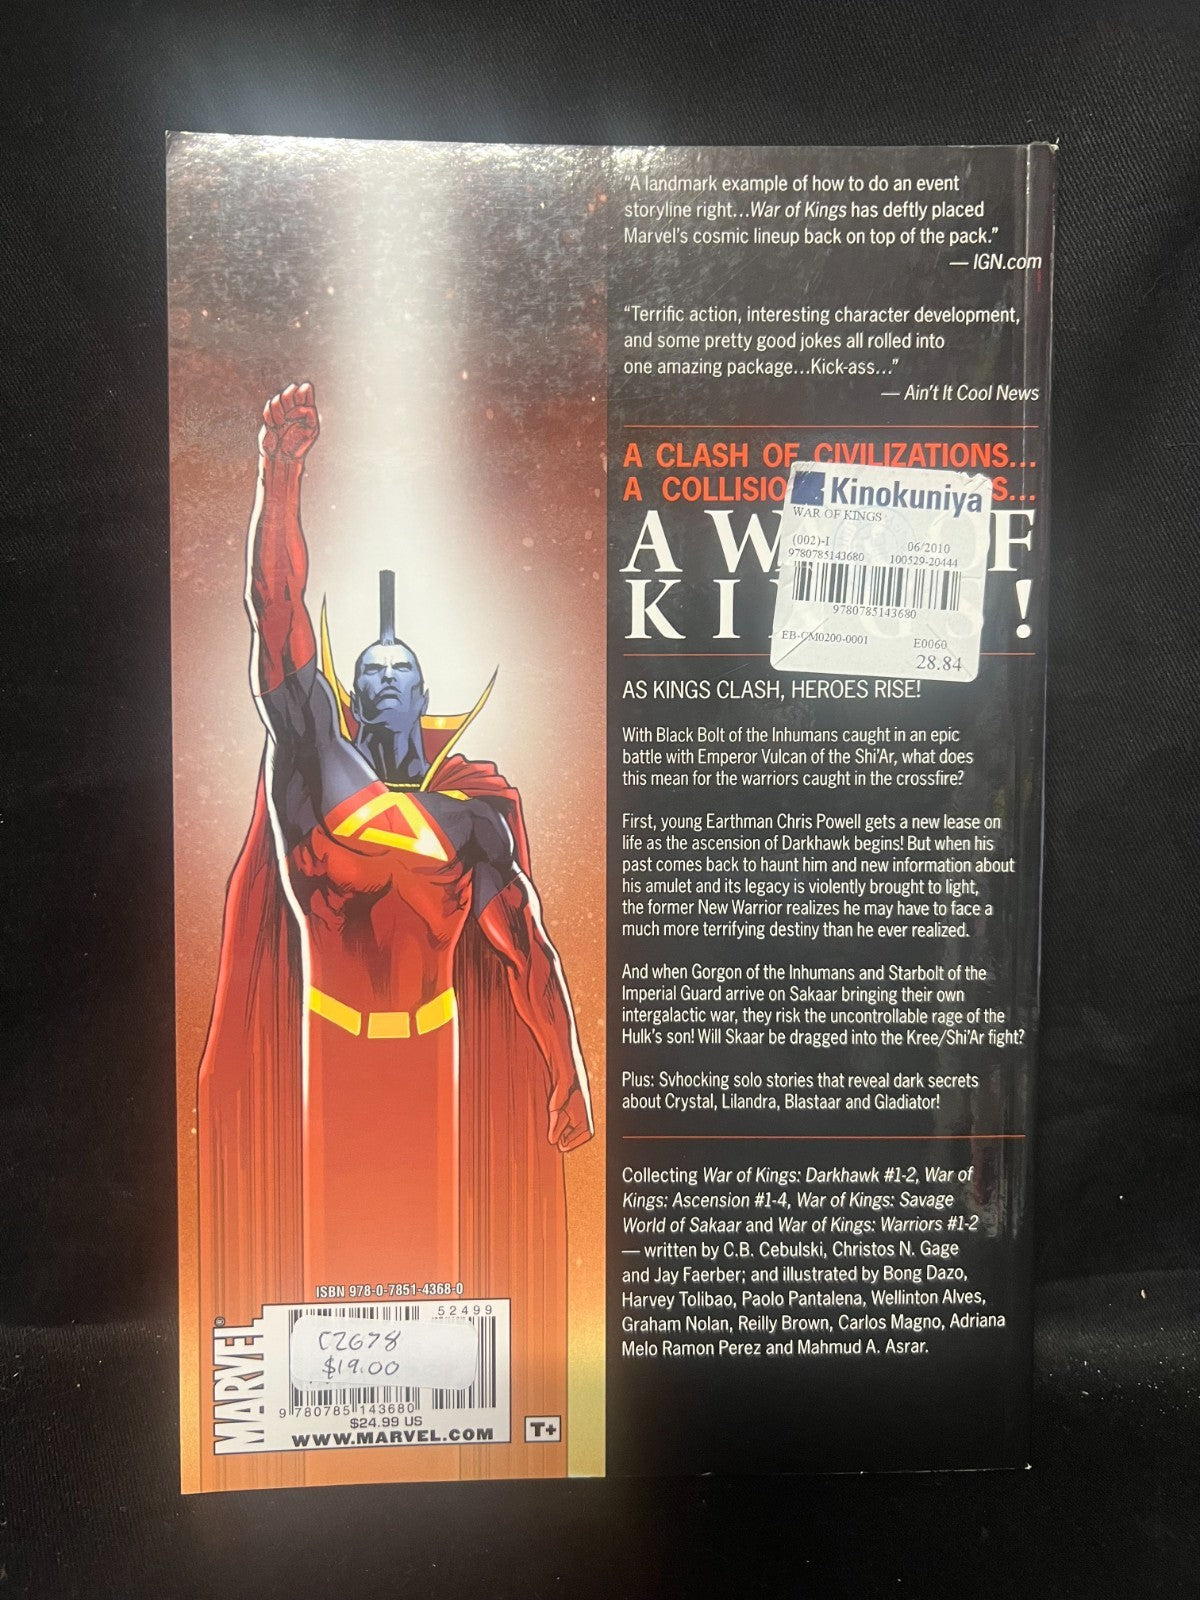 “A landmark example of how to do an event
storyline right...War of Kings has deftly placed
Marvel's cosmic lineup back on top of the pack.”
— IGN.com
“Terrific action, interesting character development,
and some pretty good jokes all rolled into
one amazing package...Kick-ass...”
— Ain't It Cool News
A CLASH OF CIVILIZATIONS...
A COLLISIO S...
A W OF
KI S!
Kinokuniya
WAR OF KINGS
(002)-I 06/2010
9780785143680 100529-20444
9780785143680
EB-CM0200-0001 E0060
28.84
AS KINGS CLASH, HEROES RISE!
With Black Bolt of the Inhumans caught in an epic
battle with Emperor Vulcan of the Shi'Ar, what does
this mean for the warriors caught in the crossfire?
First, young Earthman Chris Powell gets a new lease on
life as the ascension of Darkhawk begins! But when his
past comes back to haunt him and new information about
his amulet and its legacy is violently brought to light,
the former New Warrior realizes he may have to face a
much more terrifying destiny than he ever realized.
And when Gorgon of the Inhumans and Starbolt of the
Imperial Guard arrive on Sakaar bringing their own
intergalactic war, they risk the uncontrollable rage of the
Hulk's son! Will Skaar be dragged into the Kree/Shi'Ar fight?
Plus: Svhocking solo stories that reveal dark secrets
about Crystal, Lilandra, Blastaar and Gladiator!
Collecting War of Kings: Darkhawk #1-2, War of
Kings: Ascension #1-4, War of Kings: Savage
World of Sakaar and War of Kings: Warriors #1-2
— written by C.B. Cebulski, Christos N. Gage
and Jay Faerber; and illustrated by Bong Dazo,
Harvey Tolibao, Paolo Pantalena, Wellinton Alves,
Graham Nolan, Reilly Brown, Carlos Magno, Adriana
Melo Ramon Perez and Mahmud A. Asrar.
ISBN 978-0-7851-4368-0
52499
C2678
$19.00
9 780785 143680
$24.99 US
WWW.MARVEL.COM
MARVEL®
T+